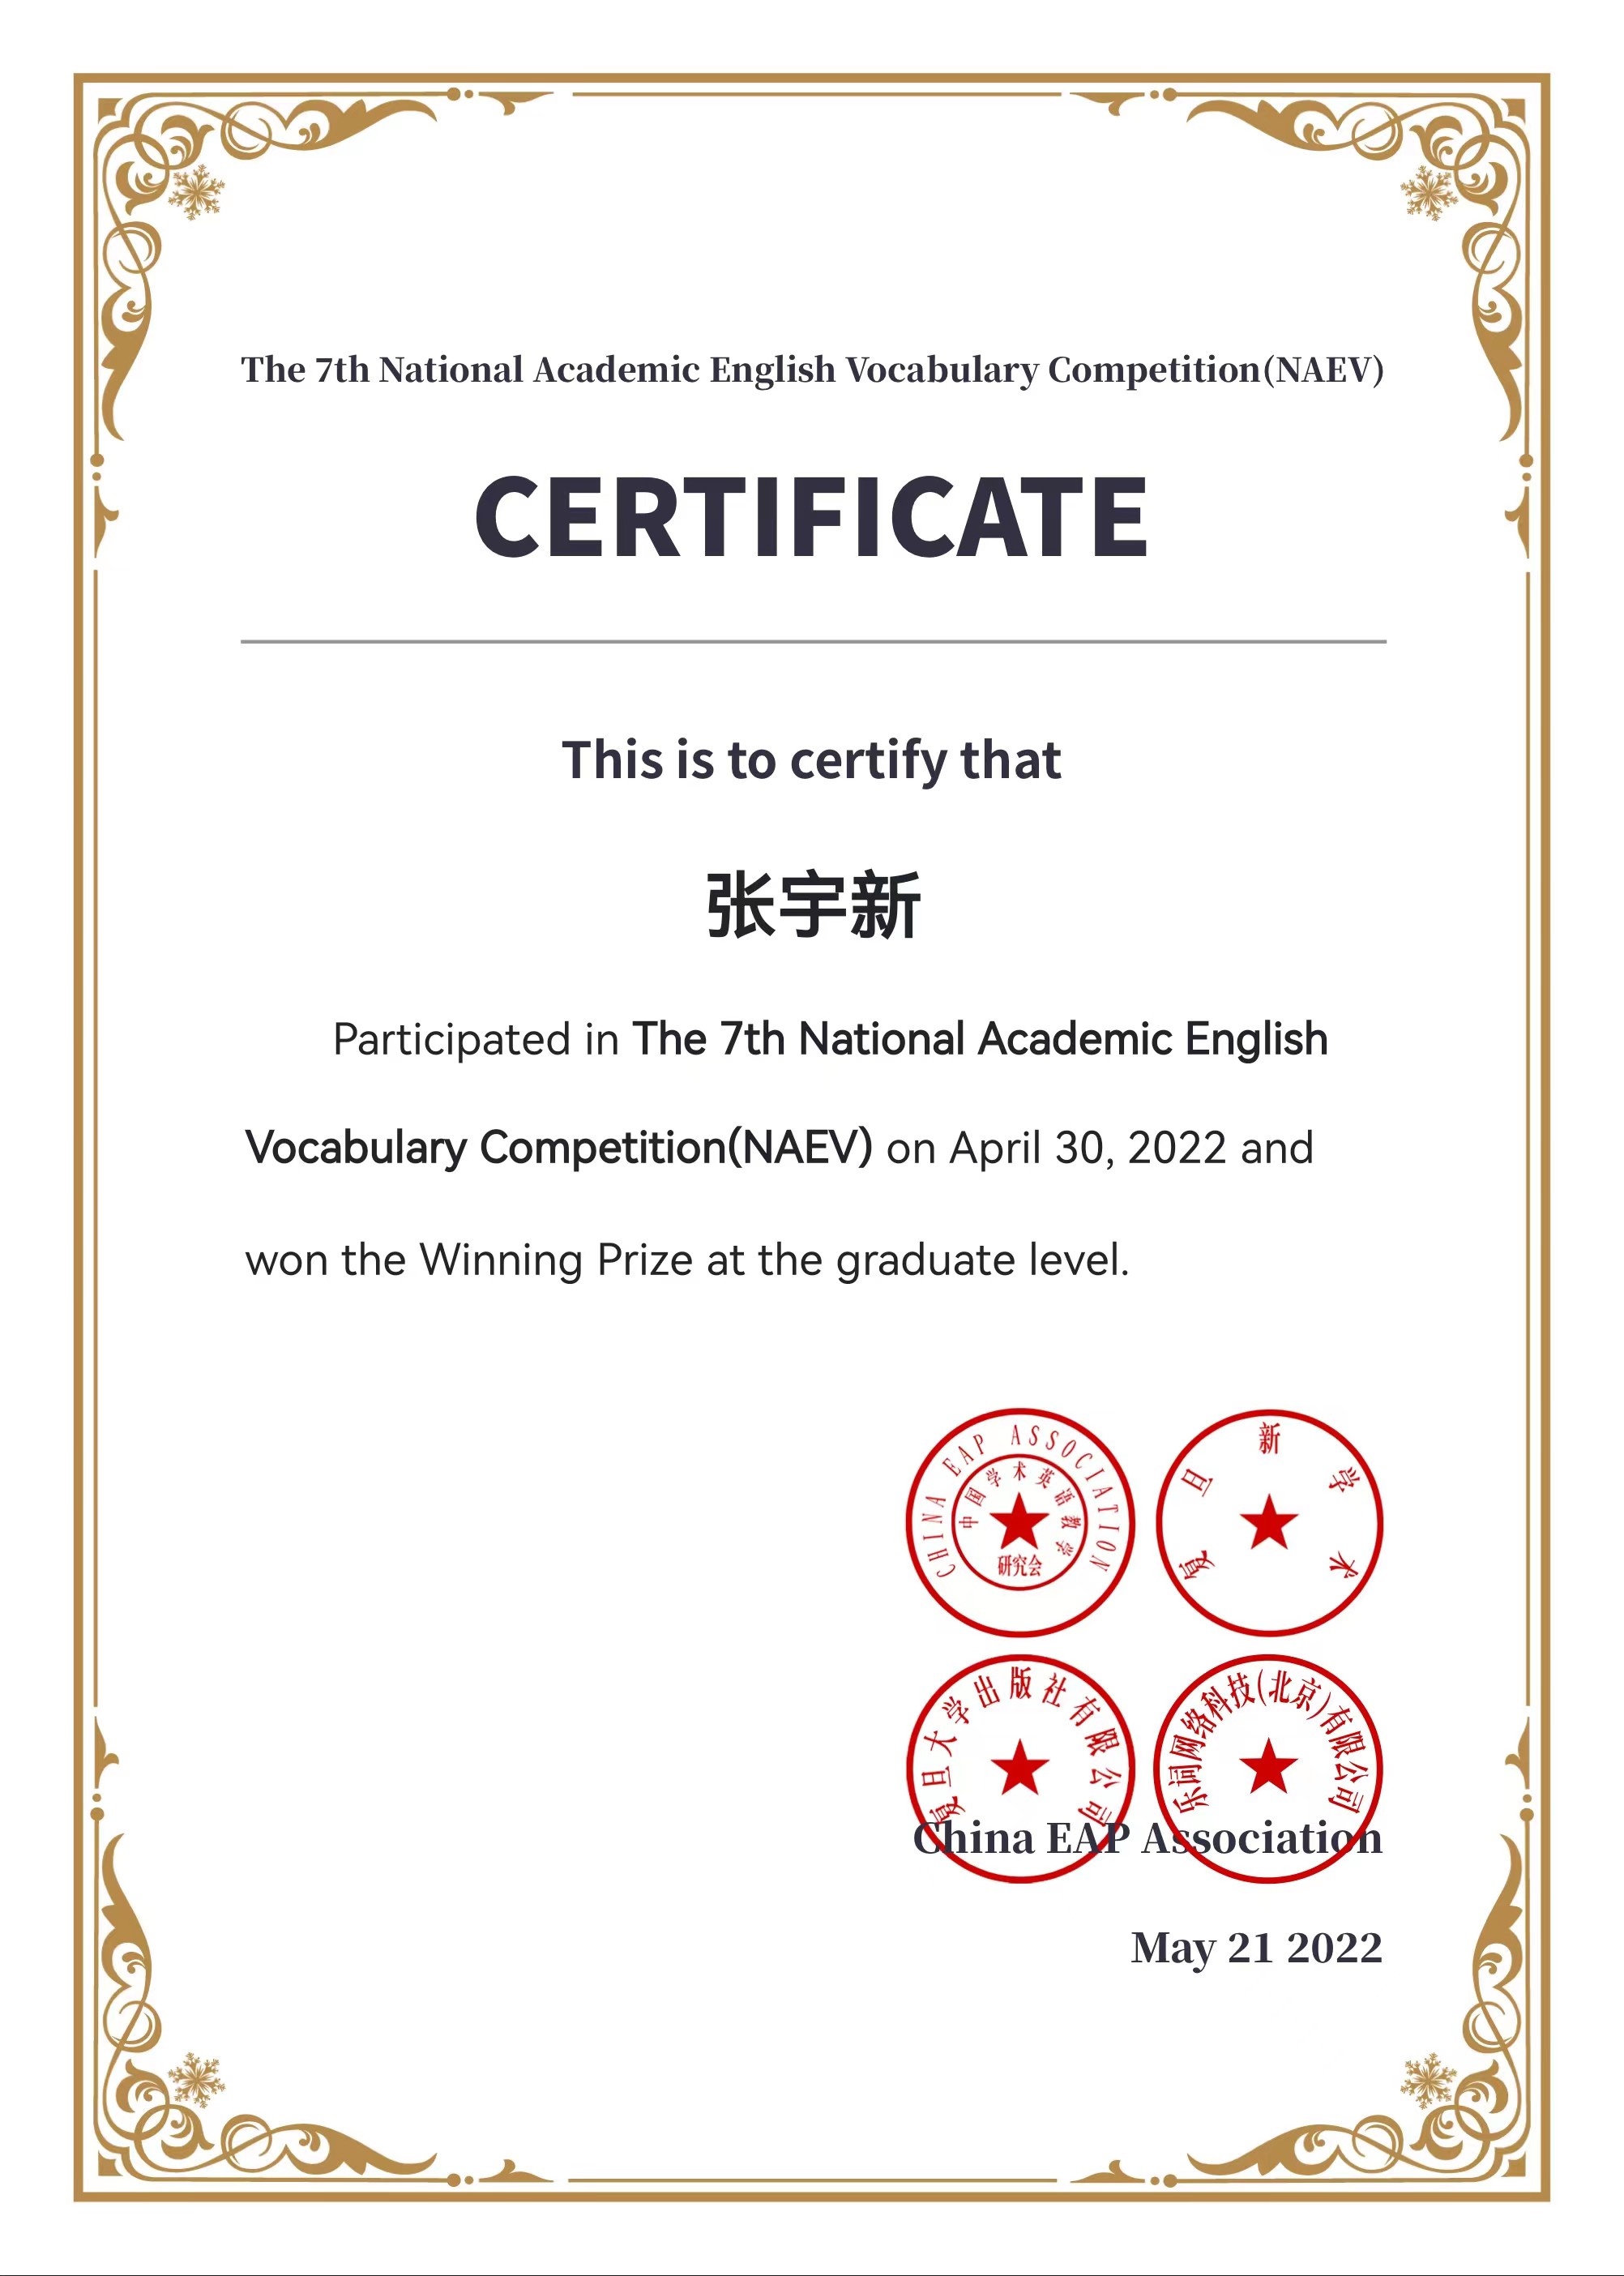 The 7th National Academic English Vocabulary Competition(NAEV)
CERTIFICATE
This is to certify that
张宇新
Participated in The 7th National Academic English
Vocabulary Competition(NAEV) on April 30, 2022 and
won the Winning Prize at the graduate level.
CHINA EAP ASSOCIATION
中国学术英语教学
研究会
复旦新学术
复旦大学出版社有限公司
乐词网络科技(北京)有限公司
China EAP Association
May 21 2022